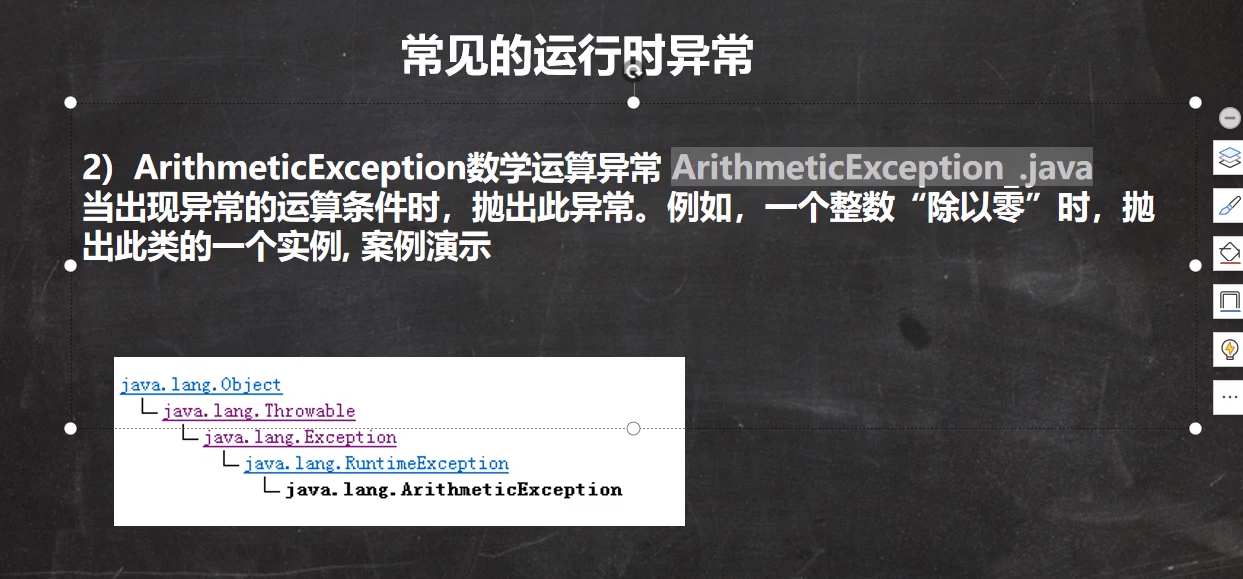 常见的运行时异常
2）ArithmeticException数学运算异常 ArithmeticException_.java
当出现异常的运算条件时，抛出此异常。例如，一个整数“除以零”时，抛
出此类的一个实例, 案例演示
java.lang.Object
java.lang.Throwable
java.lang.Exception
java.lang.RuntimeException
java.lang.ArithmeticException